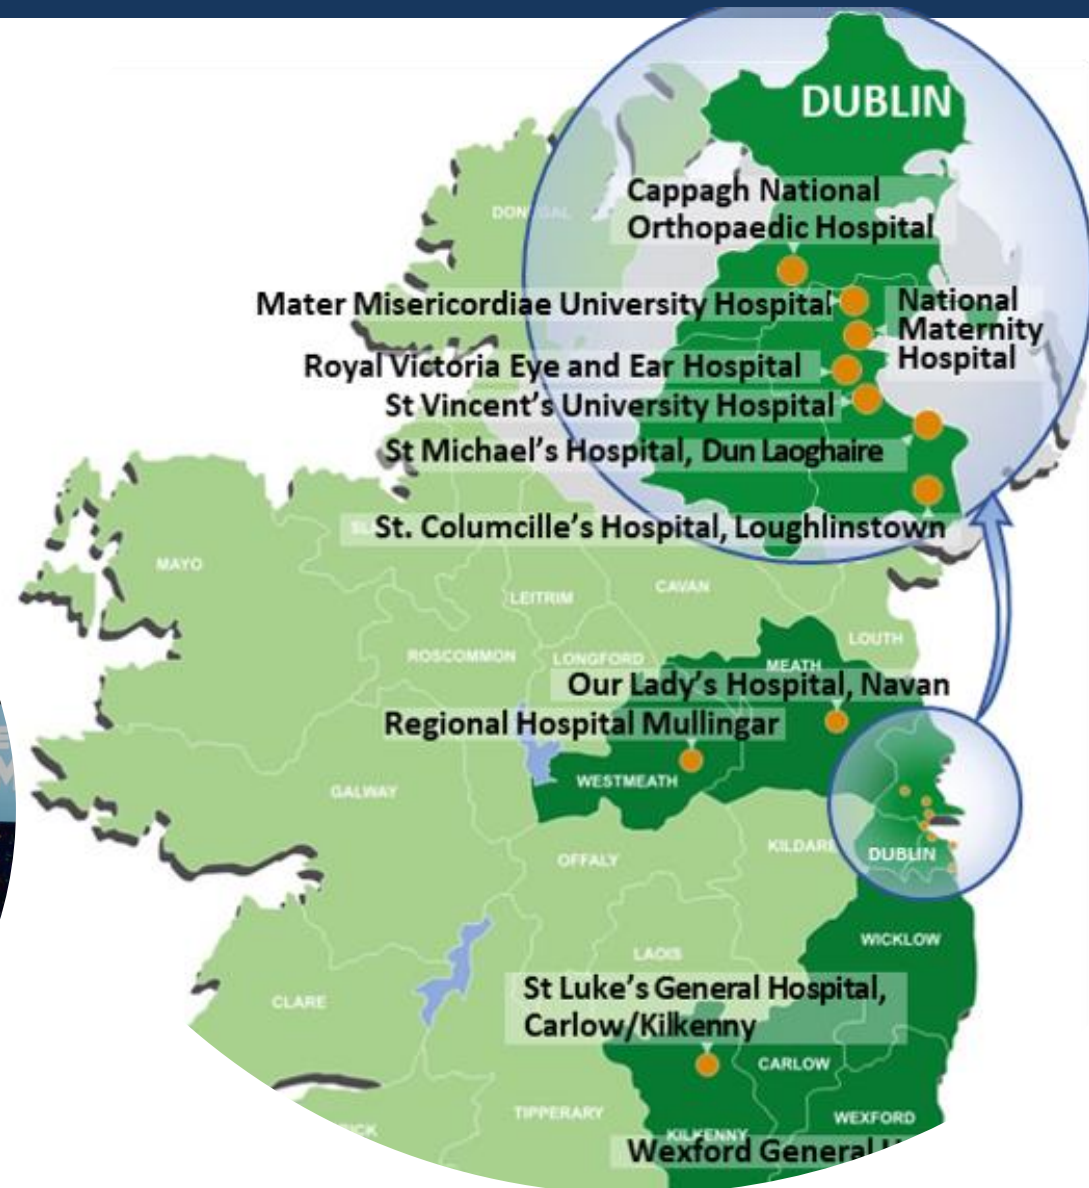 DUBLIN
Cappagh National
Orthopaedic Hospital
DONEGAL
Mater Misericordiae University Hospital
National
Maternity
Hospital
Royal Victoria Eye and Ear Hospital
St Vincent's University Hospital
St Michael's Hospital, Dun Laoghaire
St. Columcille's Hospital, Loughlinstown
MAYO
CAVAN
LEITRIM
LOUTH
ROSCOMMON
LONGFORD
MEATH
Our Lady's Hospital, Navan
Regional Hospital Mullingar
WESTMEATH
GALWAY
KILDARE
DUBLIN
OFFALY
WICKLOW
LAOIS
St Luke's General Hospital,
Carlow/Kilkenny
CLARE
CARLOW
TIPPERARY
WEXFORD
KILKENNY
Wexford General